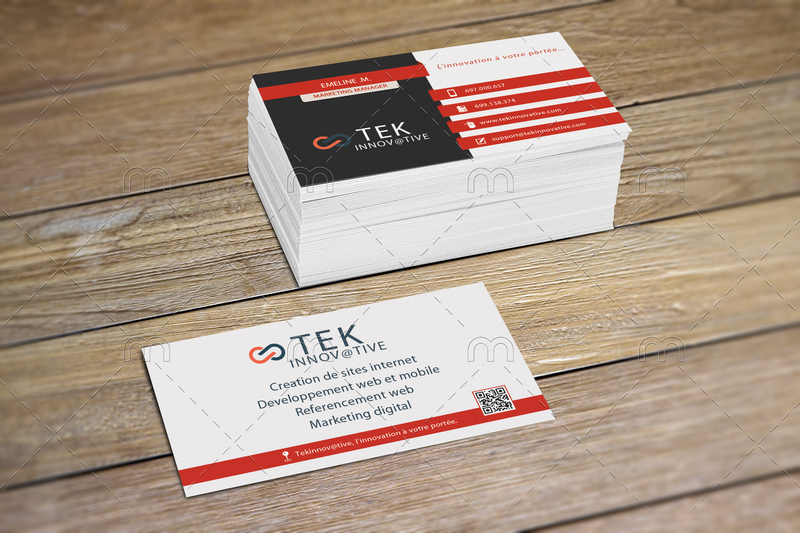 L'innovation à votre portée...
EMELINE .M.
MARKETING MANAGER
697.000.657
699.138.374
www.tekinnovative.com
support@tekinnovative.com
TEK
INNOV@TIVE
TEK
INNOV@TIVE
Creation de sites internet
Developpement web et mobile
Referencement web
Marketing digital
Tekinnov@tive, l'innovation à votre portée.